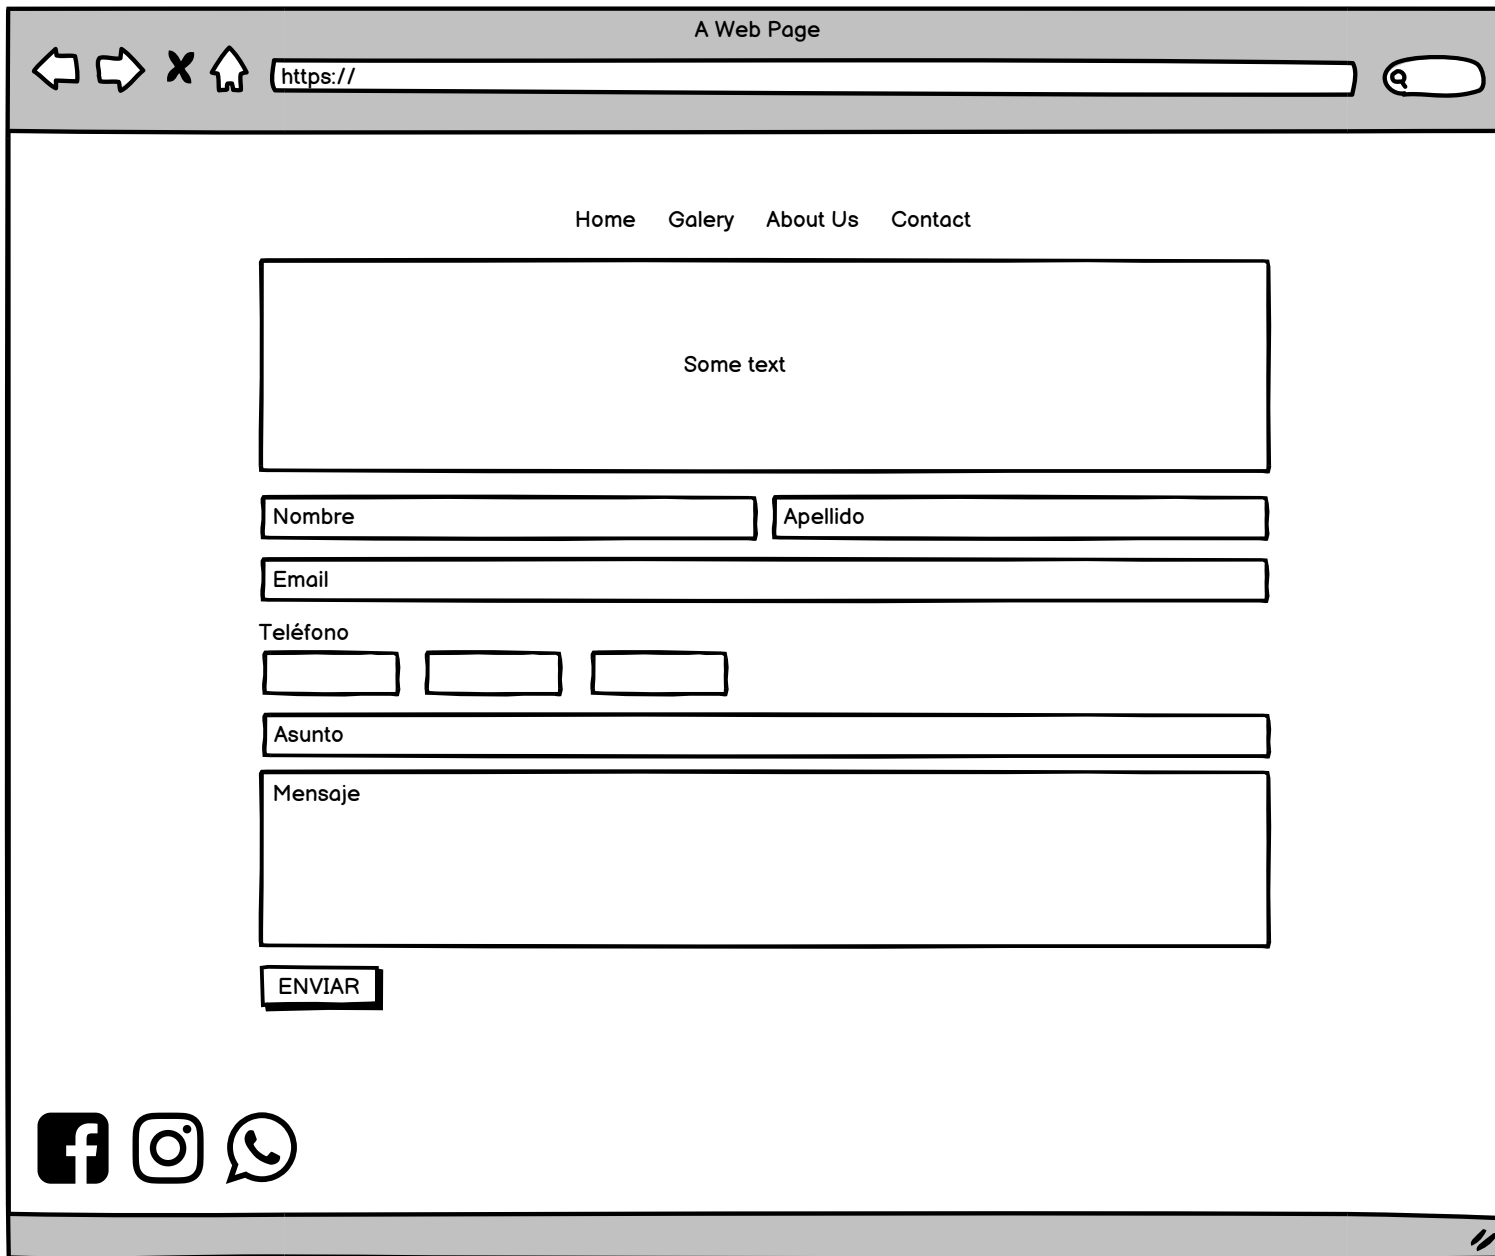 A Web Page
https://
Home Galery About Us Contact
Some text
Nombre Apellido
Email
Teléfono
Asunto
Mensaje
ENVIAR